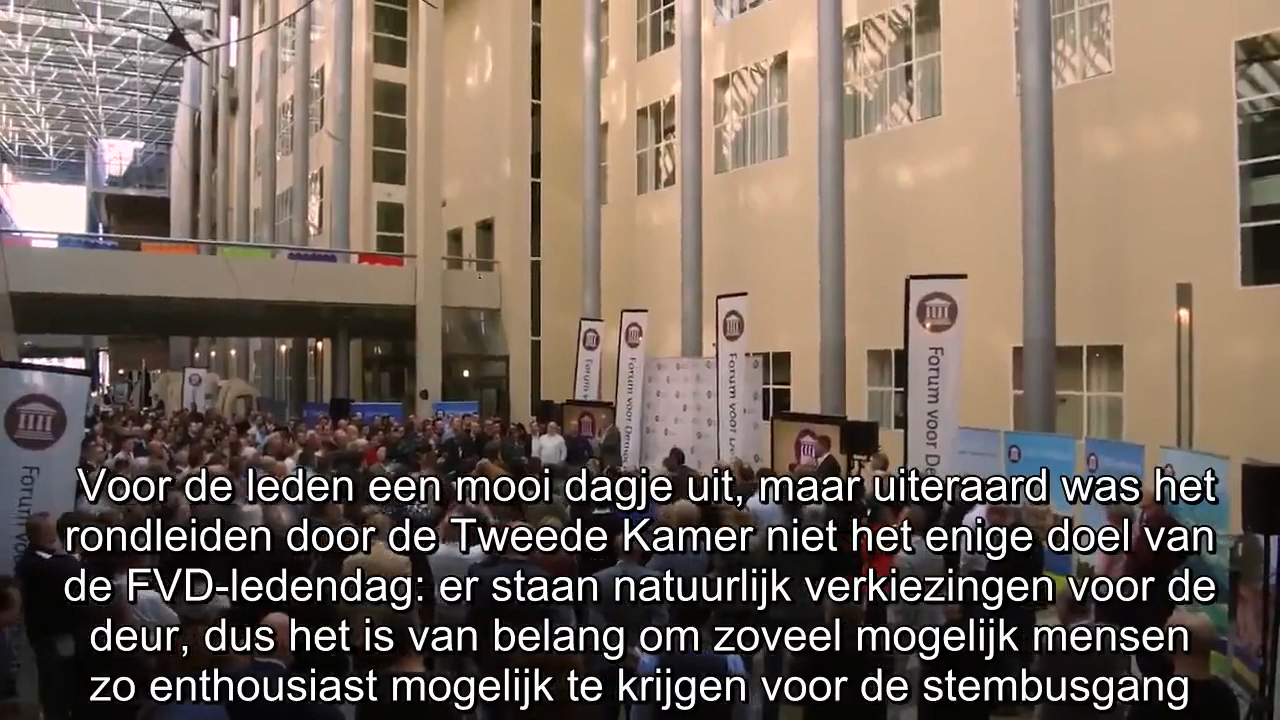 Forum voor De
Forum voor De
Forum voor
Voor de leden een mooi dagje uit, maar uiteraard was het
rondleiden door de Tweede Kamer niet het enige doel van
de FVD-ledendag: er staan natuurlijk verkiezingen voor de
deur, dus het is van belang om zoveel mogelijk mensen
zo enthousiast mogelijk te krijgen voor de stembusgang